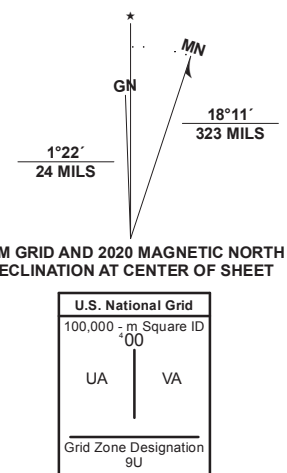 ★
MN
GN
18°11´
323 MILS
1°22´
24 MILS
M GRID AND 2020 MAGNETIC NORTH
ECLINATION AT CENTER OF SHEET
U.S. National Grid
100,000 - m Square ID
⁴00
UA VA
Grid Zone Designation
9U